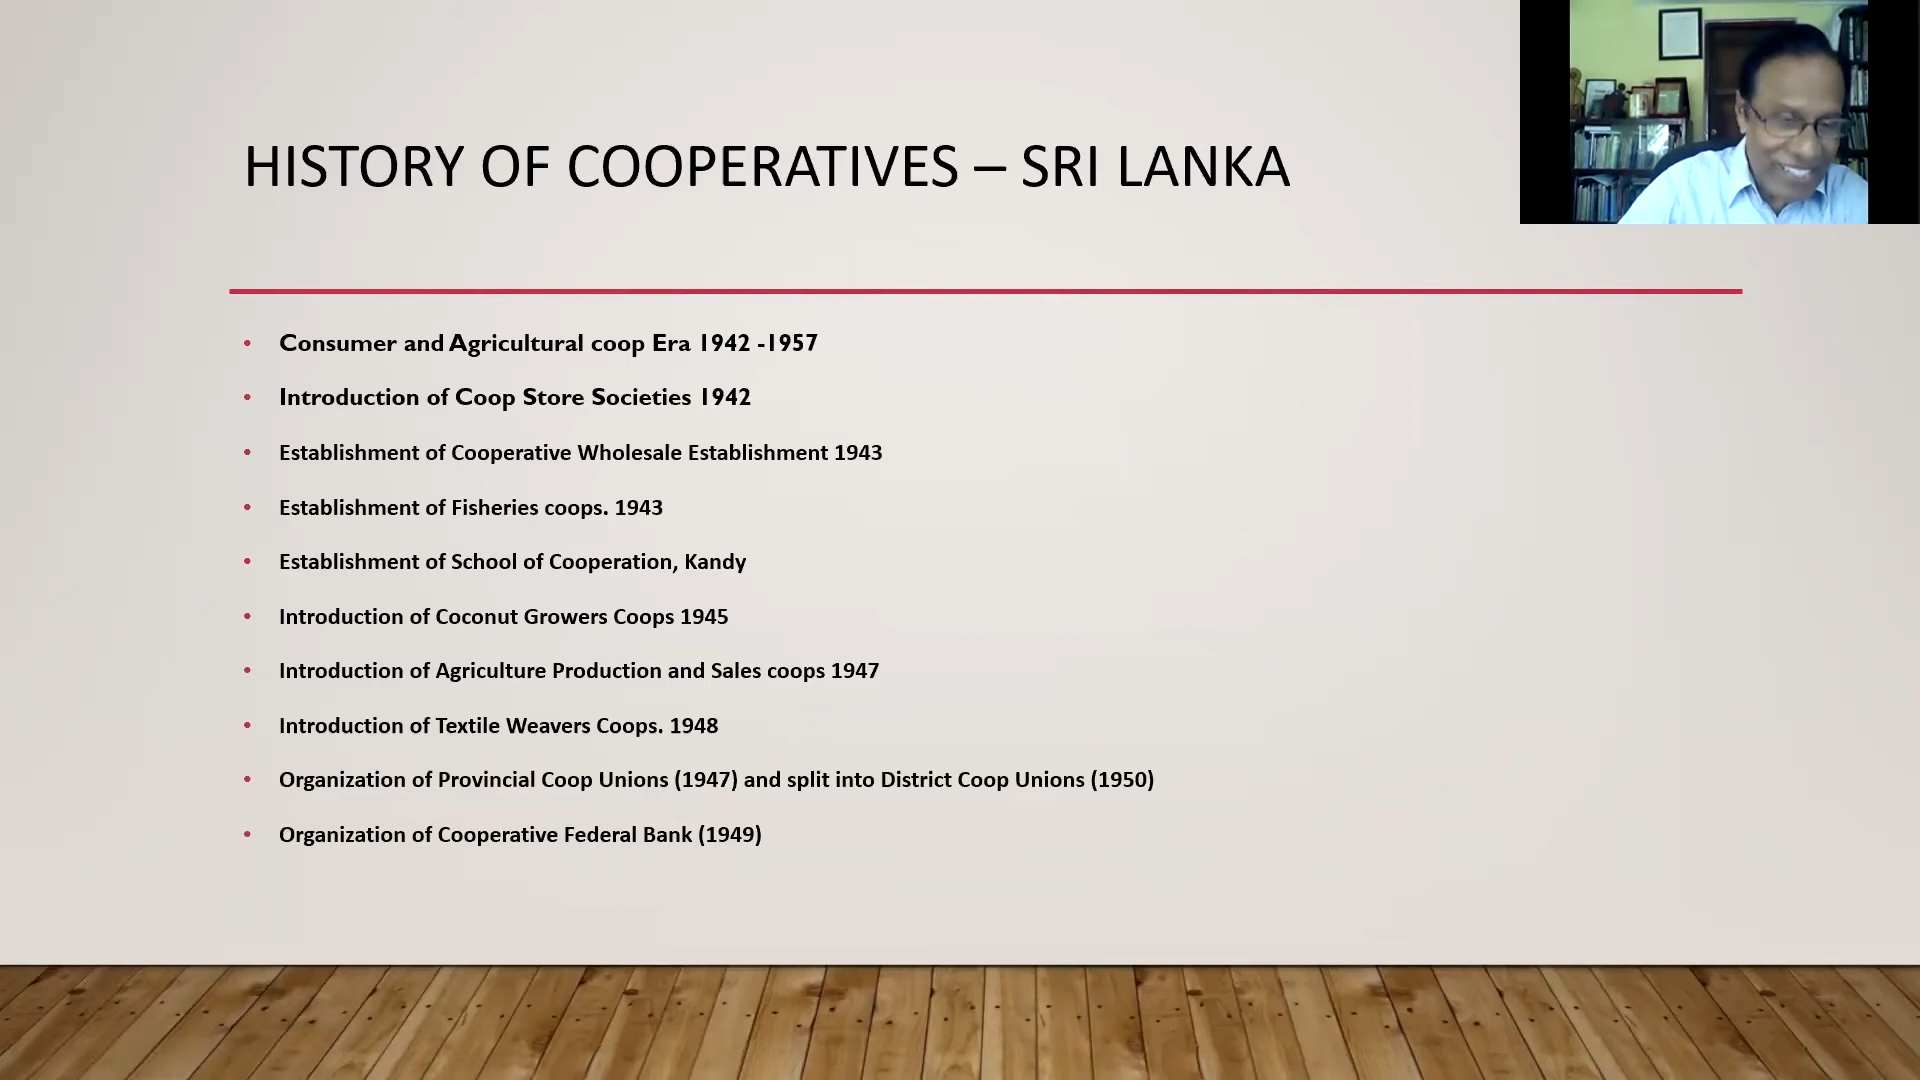 HISTORY OF COOPERATIVES – SRI LANKA
• Consumer and Agricultural coop Era 1942 -1957
• Introduction of Coop Store Societies 1942
• Establishment of Cooperative Wholesale Establishment 1943
• Establishment of Fisheries coops. 1943
• Establishment of School of Cooperation, Kandy
• Introduction of Coconut Growers Coops 1945
• Introduction of Agriculture Production and Sales coops 1947
• Introduction of Textile Weavers Coops. 1948
• Organization of Provincial Coop Unions (1947) and split into District Coop Unions (1950)
• Organization of Cooperative Federal Bank (1949)